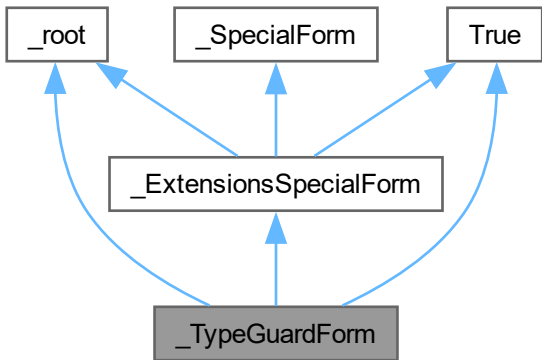 _root
_SpecialForm
True
_ExtensionsSpecialForm
_TypeGuardForm